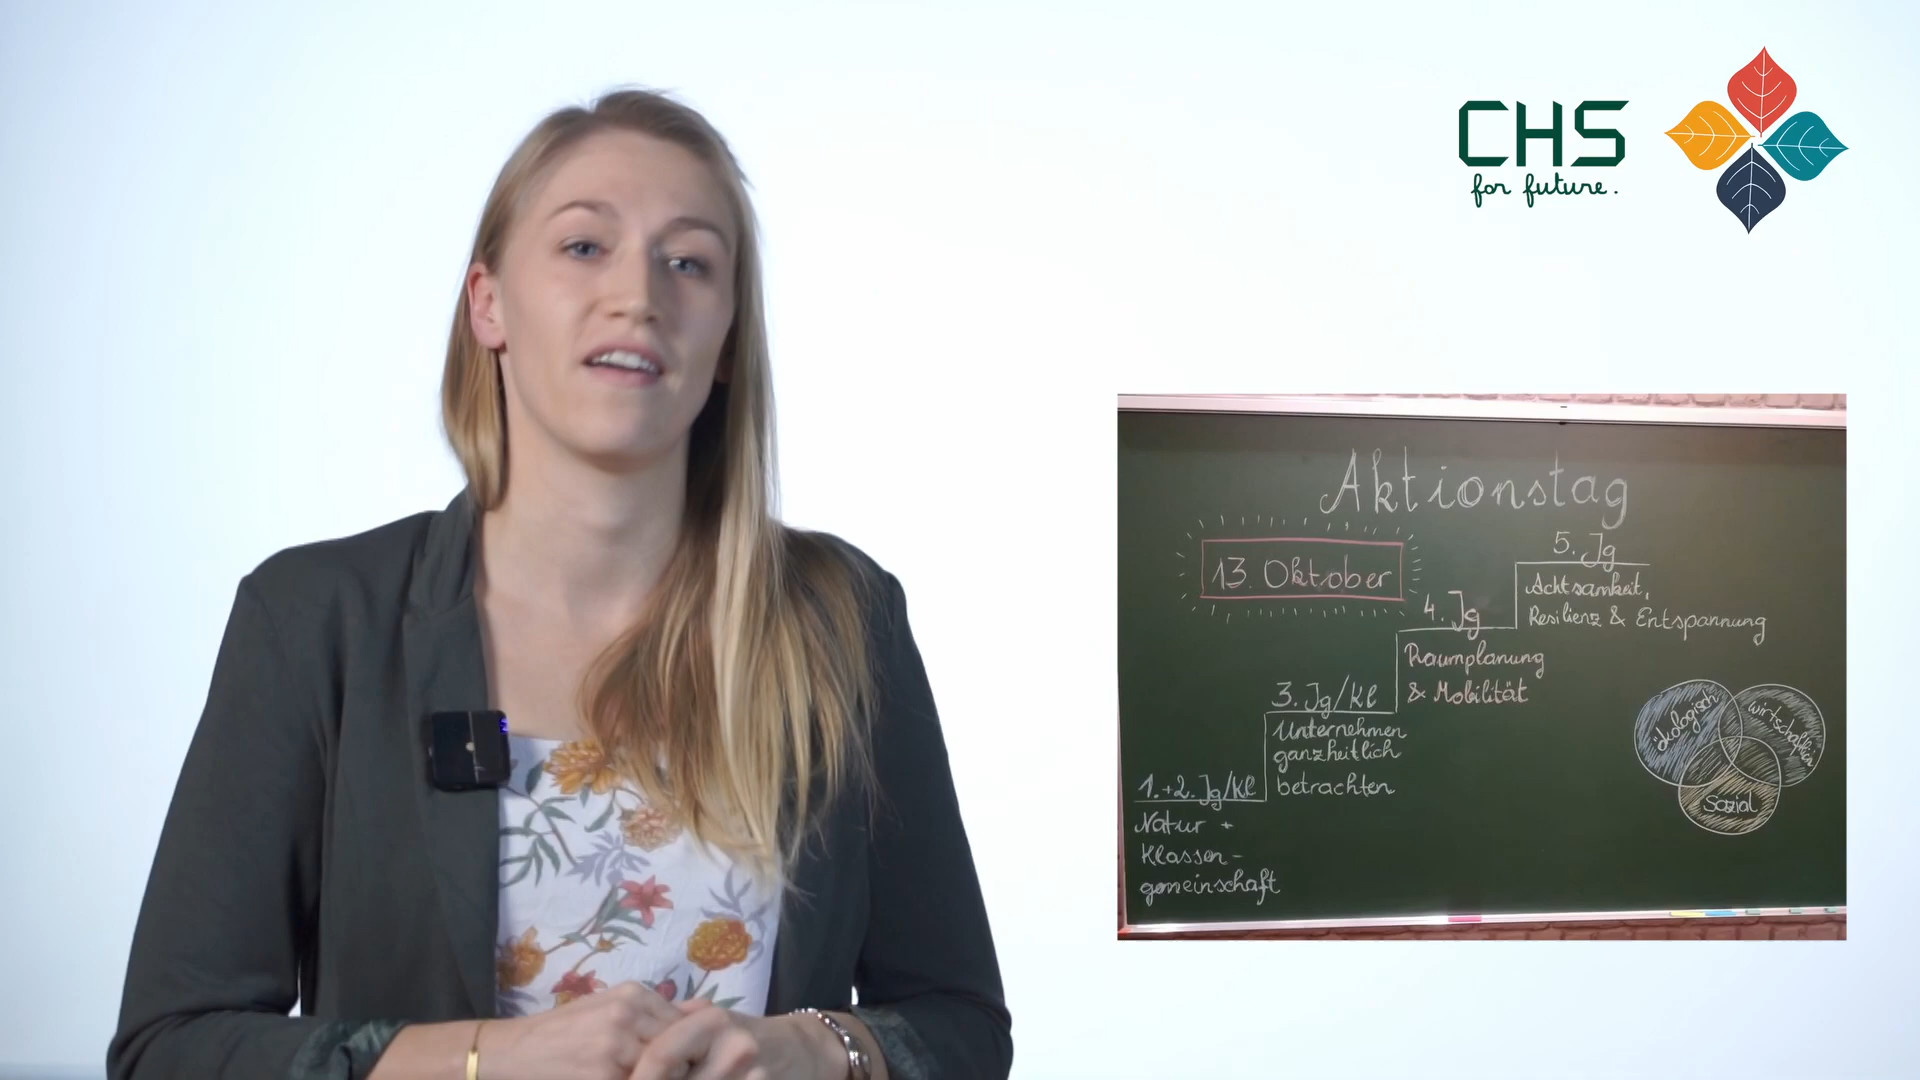 CHS
for future.
Aktionstag
13. Oktober
5. Jg
Achtsamkeit,
Resilienz & Entspannung
4. Jg
Raumplanung
& Mobilität
3. Jg/Kl
Unternehmen
ganzheitlich
betrachten
1.+2. Jg/Kl
Natur +
Klassen-
gemeinschaft
ökologisch
wirtschaftlich
Sozial